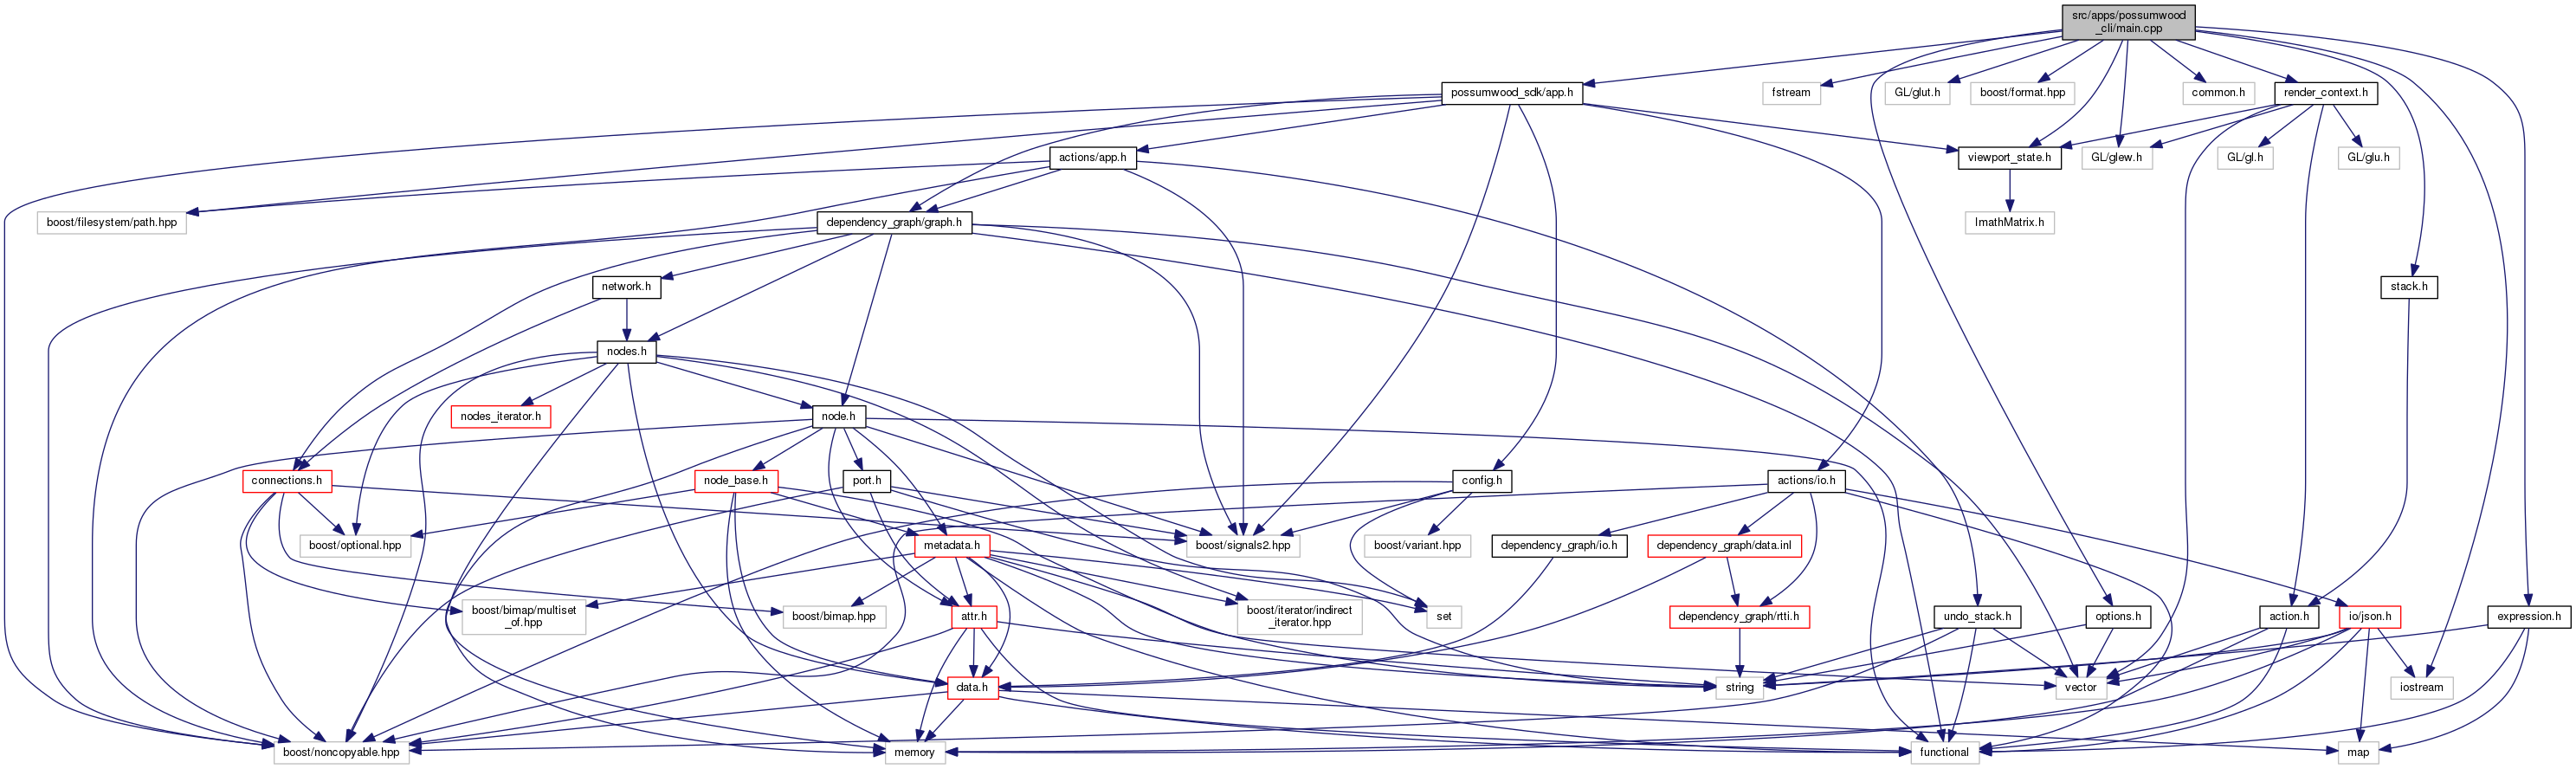 src/apps/possumwood
_cli/main.cpp
possumwood_sdk/app.h
fstream
GL/glut.h
boost/format.hpp
common.h
render_context.h
actions/app.h
viewport_state.h
GL/glew.h
GL/gl.h
GL/glu.h
boost/filesystem/path.hpp
dependency_graph/graph.h
ImathMatrix.h
network.h
stack.h
nodes.h
nodes_iterator.h
node.h
connections.h
node_base.h
port.h
config.h
actions/io.h
boost/optional.hpp
metadata.h
boost/signals2.hpp
boost/variant.hpp
dependency_graph/io.h
dependency_graph/data.inl
boost/bimap/multiset
_of.hpp
boost/bimap.hpp
attr.h
boost/iterator/indirect
_iterator.hpp
set
dependency_graph/rtti.h
undo_stack.h
options.h
action.h
io/json.h
expression.h
data.h
string
vector
iostream
boost/noncopyable.hpp
memory
functional
map